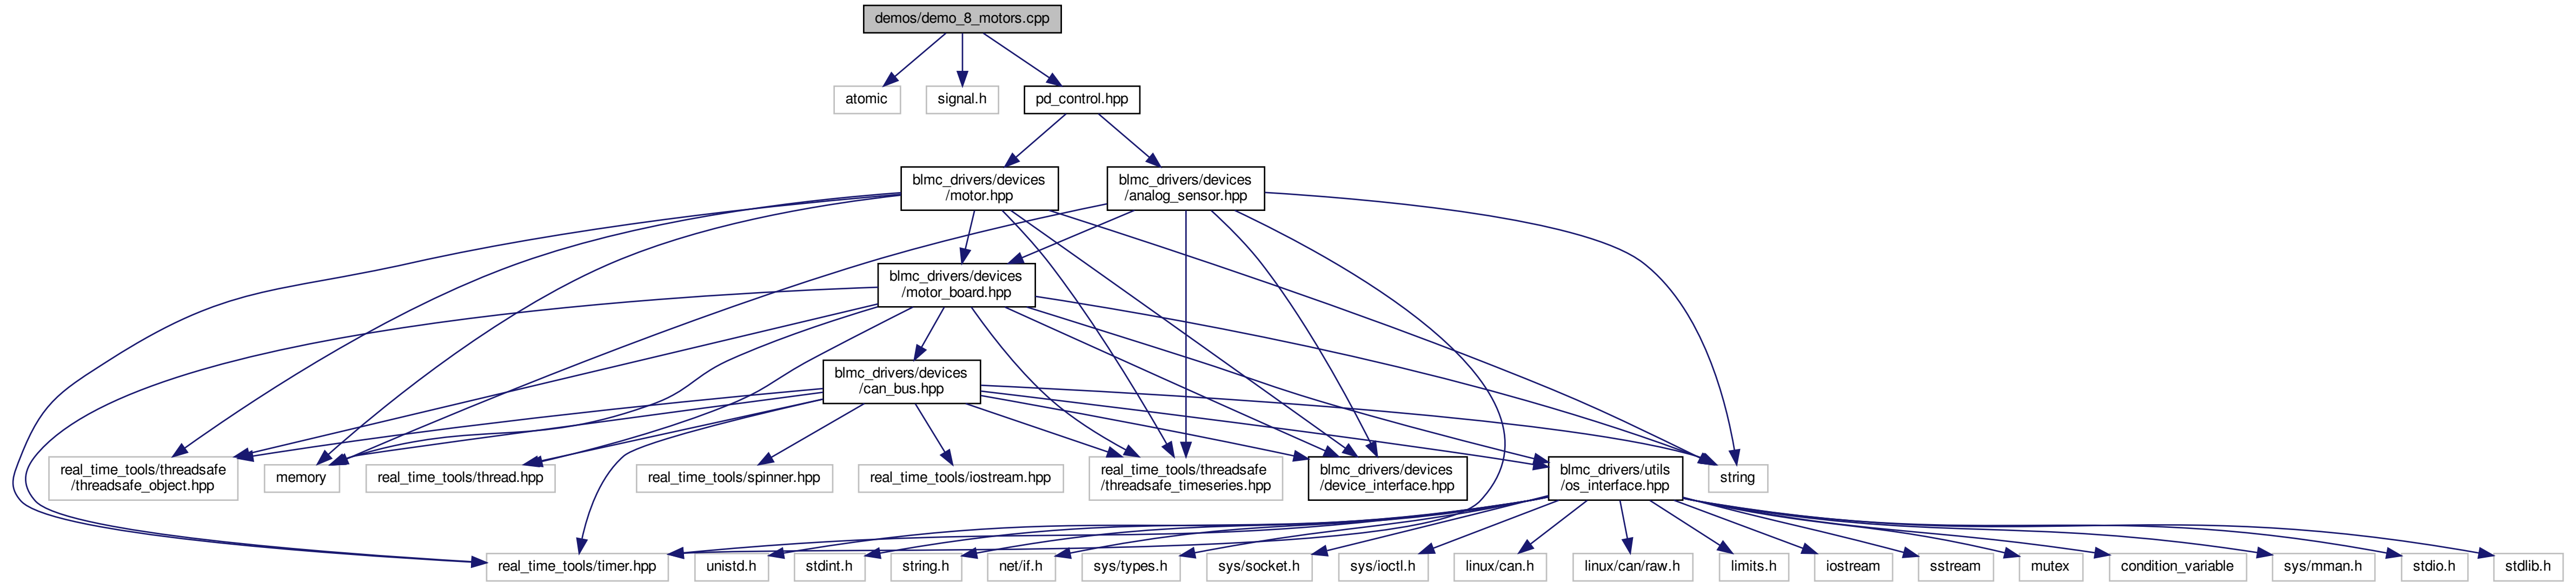 demos/demo_8_motors.cpp
atomic
signal.h
pd_control.hpp
blmc_drivers/devices
/motor.hpp
blmc_drivers/devices
/analog_sensor.hpp
blmc_drivers/devices
/motor_board.hpp
blmc_drivers/devices
/can_bus.hpp
real_time_tools/threadsafe
/threadsafe_object.hpp
memory
real_time_tools/thread.hpp
real_time_tools/spinner.hpp
real_time_tools/iostream.hpp
real_time_tools/threadsafe
/threadsafe_timeseries.hpp
blmc_drivers/devices
/device_interface.hpp
blmc_drivers/utils
/os_interface.hpp
string
real_time_tools/timer.hpp
unistd.h
stdint.h
string.h
net/if.h
sys/types.h
sys/socket.h
sys/ioctl.h
linux/can.h
linux/can/raw.h
limits.h
iostream
sstream
mutex
condition_variable
sys/mman.h
stdio.h
stdlib.h